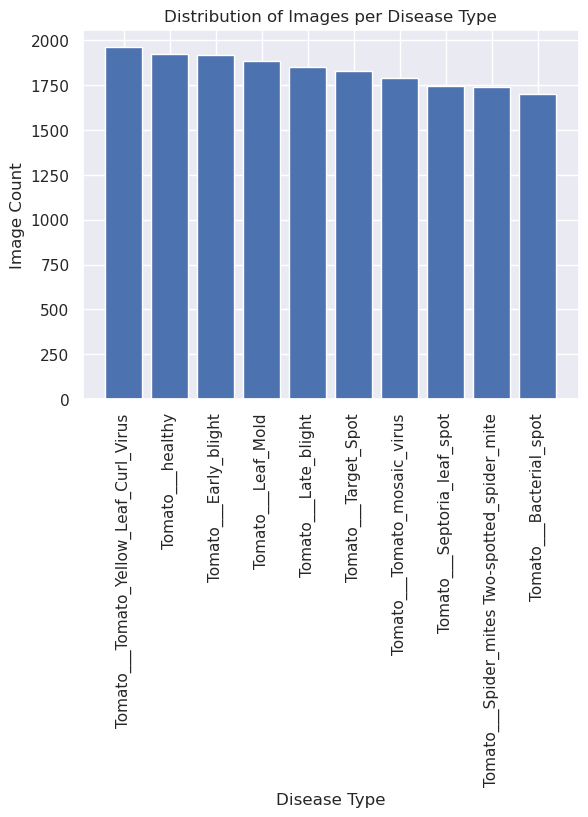 Distribution of Images per Disease Type
Image Count
2000
1750
1500
1250
1000
750
500
250
0
Tomato___Tomato_Yellow_Leaf_Curl_Virus
Tomato___healthy
Tomato___Early_blight
Tomato___Leaf_Mold
Tomato___Late_blight
Tomato___Target_Spot
Tomato___Tomato_mosaic_virus
Tomato___Septoria_leaf_spot
Tomato___Spider_mites Two-spotted_spider_mite
Tomato___Bacterial_spot
Disease Type